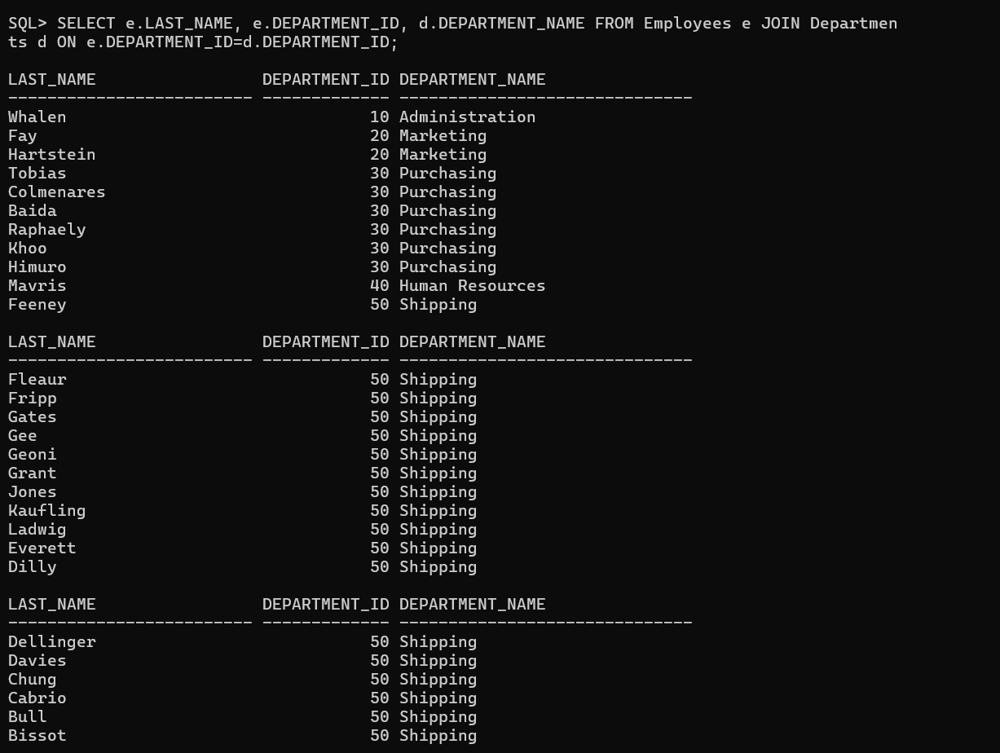 SQL> SELECT e.LAST_NAME, e.DEPARTMENT_ID, d.DEPARTMENT_NAME FROM Employees e JOIN Departmen
ts d ON e.DEPARTMENT_ID=d.DEPARTMENT_ID;

LAST_NAME                 DEPARTMENT_ID DEPARTMENT_NAME
------------------------- ------------- ------------------------------
Whalen                               10 Administration
Fay                                  20 Marketing
Hartstein                            20 Marketing
Tobias                               30 Purchasing
Colmenares                           30 Purchasing
Baida                                30 Purchasing
Raphaely                             30 Purchasing
Khoo                                 30 Purchasing
Himuro                               30 Purchasing
Mavris                               40 Human Resources
Feeney                               50 Shipping

LAST_NAME                 DEPARTMENT_ID DEPARTMENT_NAME
------------------------- ------------- ------------------------------
Fleaur                               50 Shipping
Fripp                                50 Shipping
Gates                                50 Shipping
Gee                                  50 Shipping
Geoni                                50 Shipping
Grant                                50 Shipping
Jones                                50 Shipping
Kaufling                             50 Shipping
Ladwig                               50 Shipping
Everett                              50 Shipping
Dilly                                50 Shipping

LAST_NAME                 DEPARTMENT_ID DEPARTMENT_NAME
------------------------- ------------- ------------------------------
Dellinger                            50 Shipping
Davies                               50 Shipping
Chung                                50 Shipping
Cabrio                               50 Shipping
Bull                                 50 Shipping
Bissot                               50 Shipping